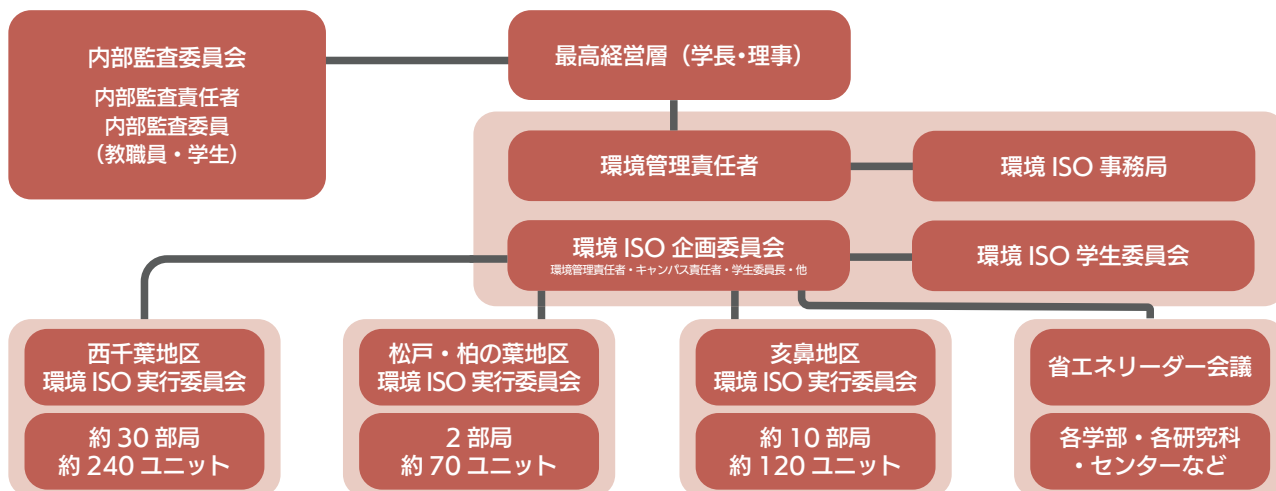 内部監査委員会
内部監査責任者
内部監査委員
（教職員・学生）
最高経営層（学長・理事）
環境管理責任者
環境 ISO 事務局
環境 ISO 企画委員会
環境管理責任者・キャンパス責任者・学生委員長・他
環境 ISO 学生委員会
西千葉地区
環境 ISO 実行委員会
約 30 部局
約 240 ユニット
松戸・柏の葉地区
環境 ISO 実行委員会
2 部局
約 70 ユニット
亥鼻地区
環境 ISO 実行委員会
約 10 部局
約 120 ユニット
省エネリーダー会議
各学部・各研究科
・センターなど